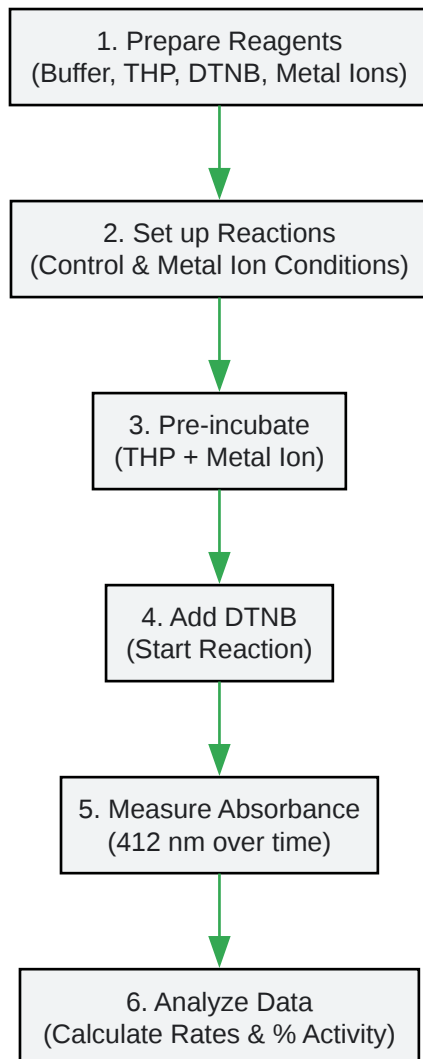 1. Prepare Reagents
(Buffer, THP, DTNB, Metal Ions)
2. Set up Reactions
(Control & Metal Ion Conditions)
3. Pre-incubate
(THP + Metal Ion)
4. Add DTNB
(Start Reaction)
5. Measure Absorbance
(412 nm over time)
6. Analyze Data
(Calculate Rates & % Activity)